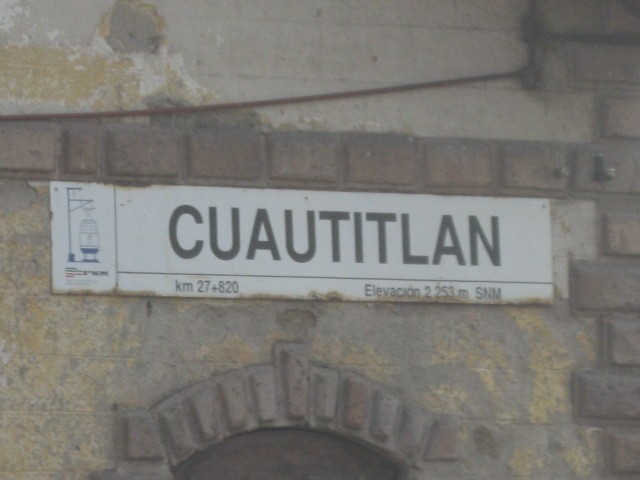 CUAUTITLAN
km 27+820 Elevación 2 253 m SNM